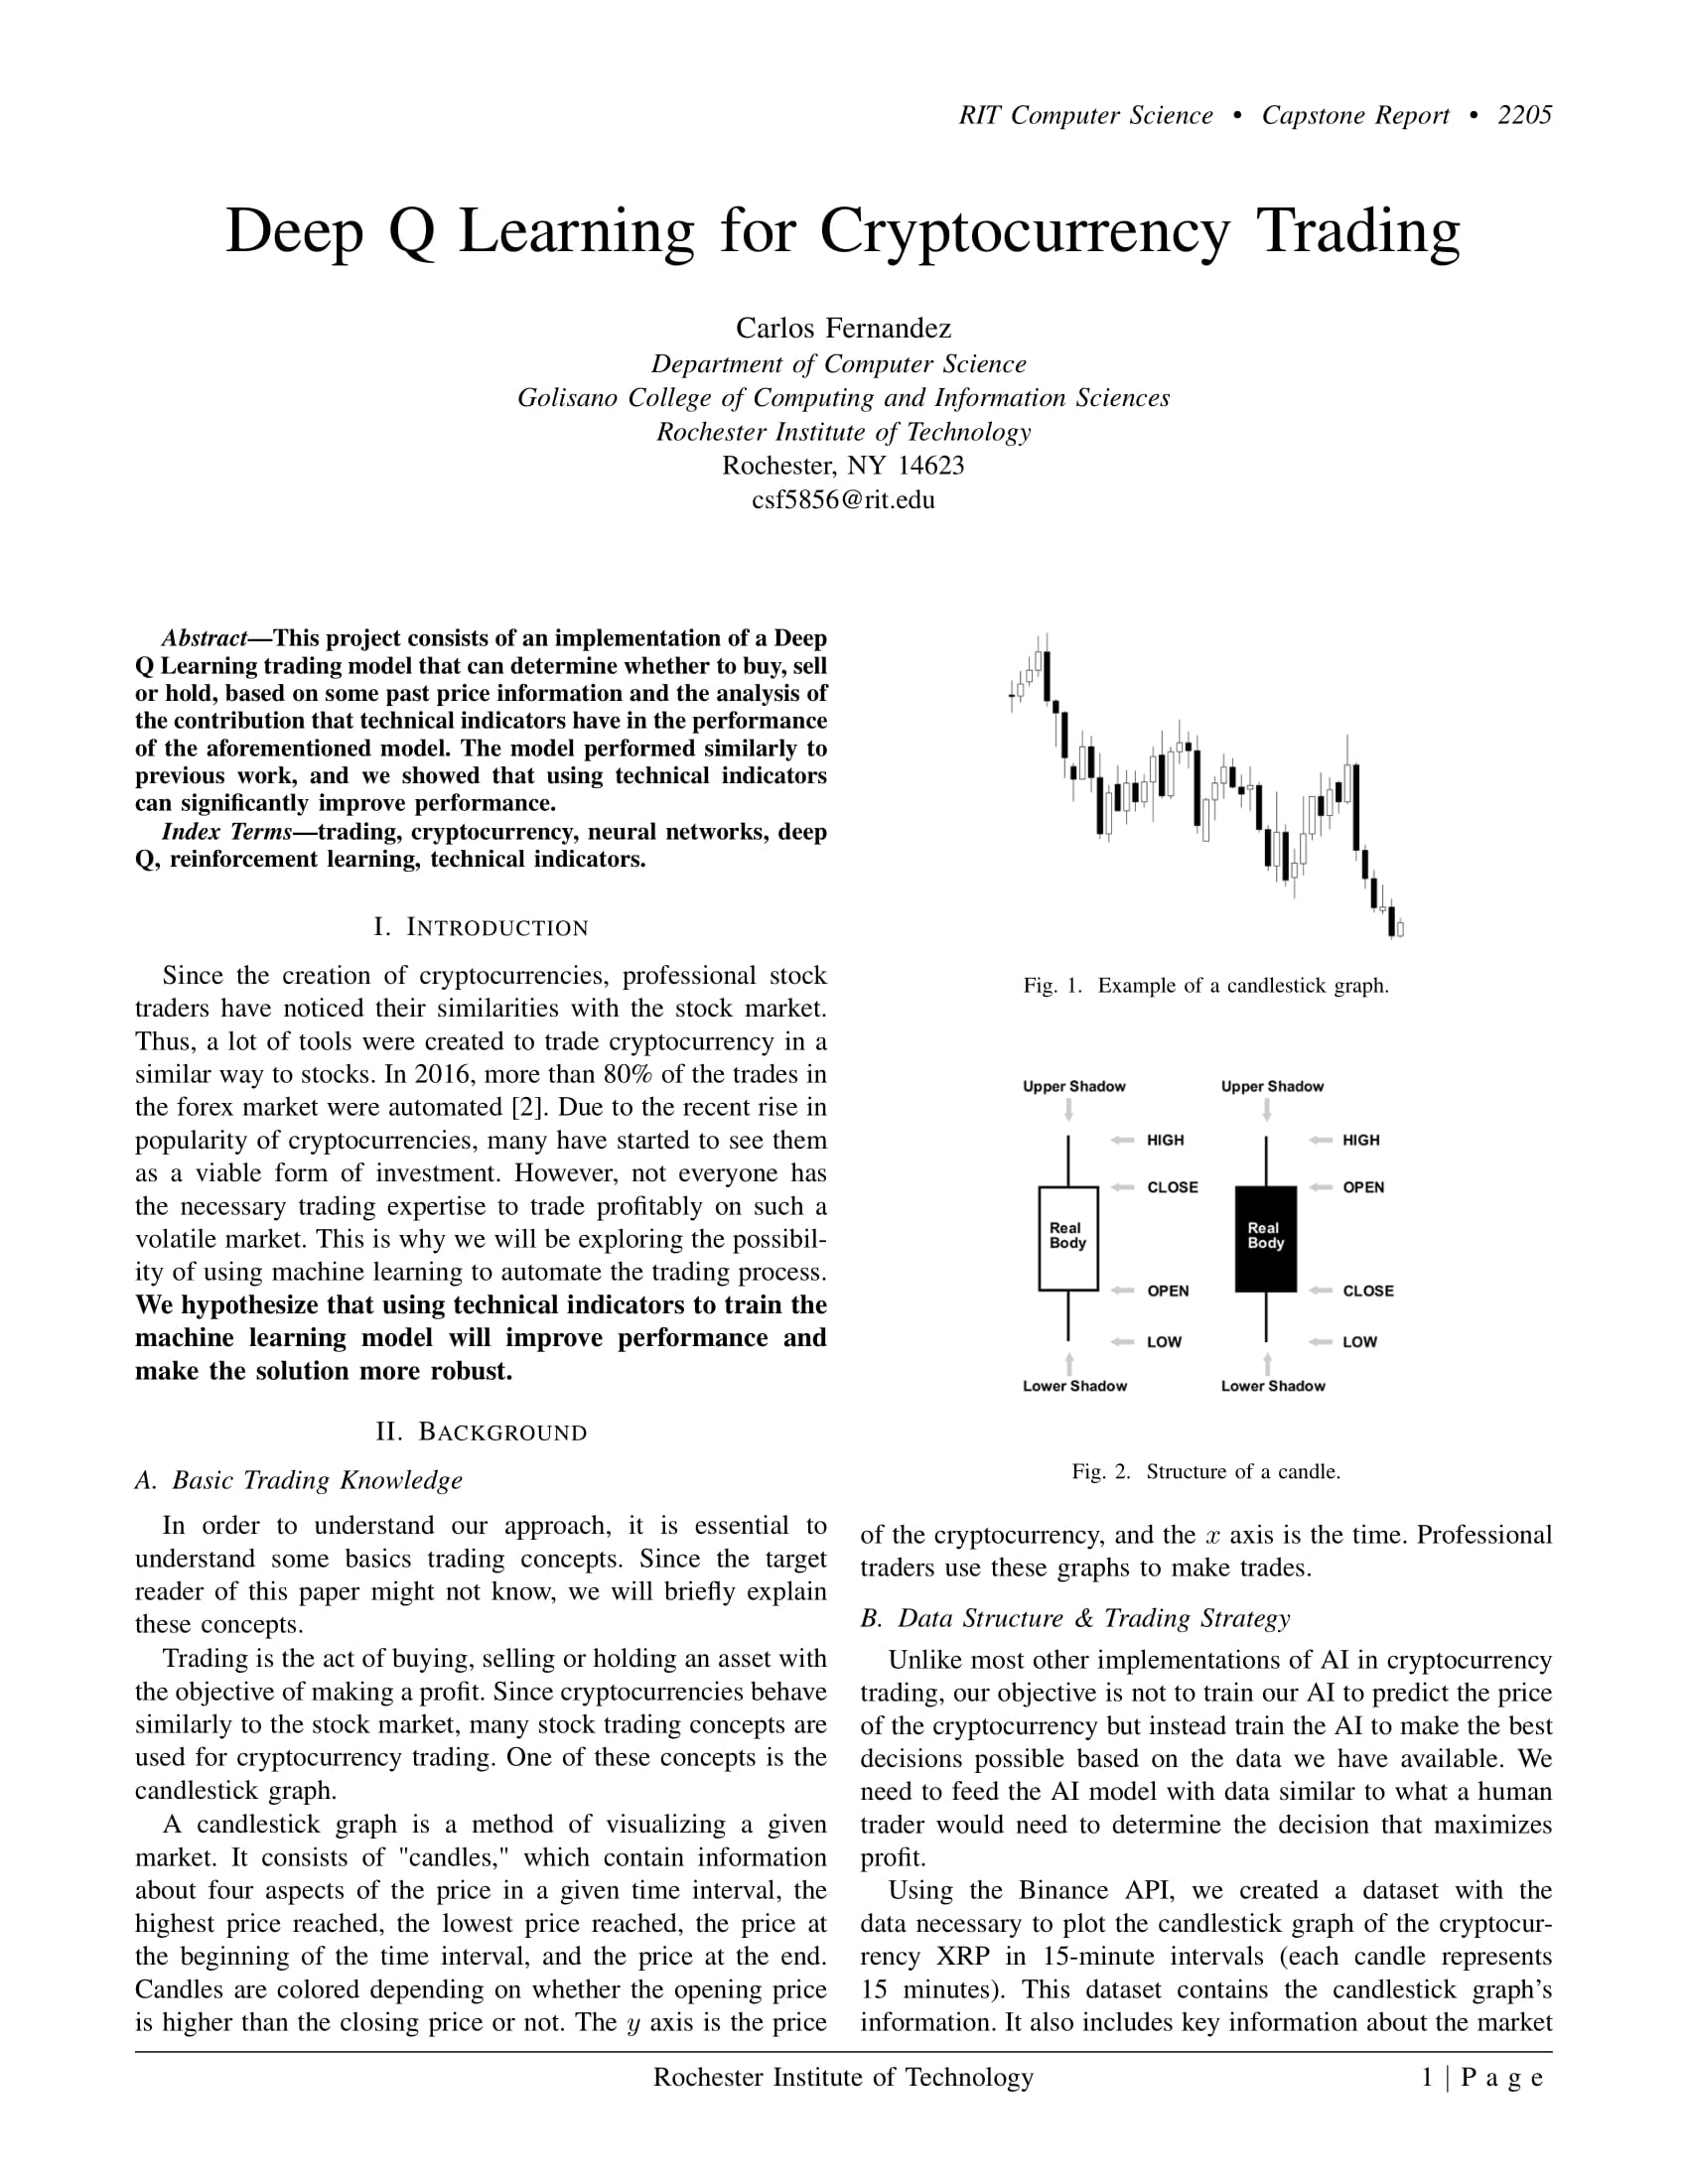 RIT Computer Science • Capstone Report • 2205
Deep Q Learning for Cryptocurrency Trading
Carlos Fernandez
Department of Computer Science
Golisano College of Computing and Information Sciences
Rochester Institute of Technology
Rochester, NY 14623
csf5856@rit.edu
Abstract—This project consists of an implementation of a Deep
Q Learning trading model that can determine whether to buy, sell
or hold, based on some past price information and the analysis of
the contribution that technical indicators have in the performance
of the aforementioned model. The model performed similarly to
previous work, and we showed that using technical indicators
can significantly improve performance.
Index Terms—trading, cryptocurrency, neural networks, deep
Q, reinforcement learning, technical indicators.
I. INTRODUCTION
Since the creation of cryptocurrencies, professional stock
traders have noticed their similarities with the stock market.
Thus, a lot of tools were created to trade cryptocurrency in a
similar way to stocks. In 2016, more than 80% of the trades in
the forex market were automated [2]. Due to the recent rise in
popularity of cryptocurrencies, many have started to see them
as a viable form of investment. However, not everyone has
the necessary trading expertise to trade profitably on such a
volatile market. This is why we will be exploring the possibil-
ity of using machine learning to automate the trading process.
We hypothesize that using technical indicators to train the
machine learning model will improve performance and
make the solution more robust.
II. BACKGROUND
A. Basic Trading Knowledge
In order to understand our approach, it is essential to
understand some basics trading concepts. Since the target
reader of this paper might not know, we will briefly explain
these concepts.
Trading is the act of buying, selling or holding an asset with
the objective of making a profit. Since cryptocurrencies behave
similarly to the stock market, many stock trading concepts are
used for cryptocurrency trading. One of these concepts is the
candlestick graph.
A candlestick graph is a method of visualizing a given
market. It consists of "candles," which contain information
about four aspects of the price in a given time interval, the
highest price reached, the lowest price reached, the price at
the beginning of the time interval, and the price at the end.
Candles are colored depending on whether the opening price
is higher than the closing price or not. The y axis is the price
Fig. 1. Example of a candlestick graph.
Upper Shadow Upper Shadow
HIGH HIGH
CLOSE OPEN
Real Real
Body Body
OPEN CLOSE
LOW LOW
Lower Shadow Lower Shadow
Fig. 2. Structure of a candle.
of the cryptocurrency, and the x axis is the time. Professional
traders use these graphs to make trades.
B. Data Structure & Trading Strategy
Unlike most other implementations of AI in cryptocurrency
trading, our objective is not to train our AI to predict the price
of the cryptocurrency but instead train the AI to make the best
decisions possible based on the data we have available. We
need to feed the AI model with data similar to what a human
trader would need to determine the decision that maximizes
profit.
Using the Binance API, we created a dataset with the
data necessary to plot the candlestick graph of the cryptocur-
rency XRP in 15-minute intervals (each candle represents
15 minutes). This dataset contains the candlestick graph's
information. It also includes key information about the market
Rochester Institute of Technology
1 | P a g e